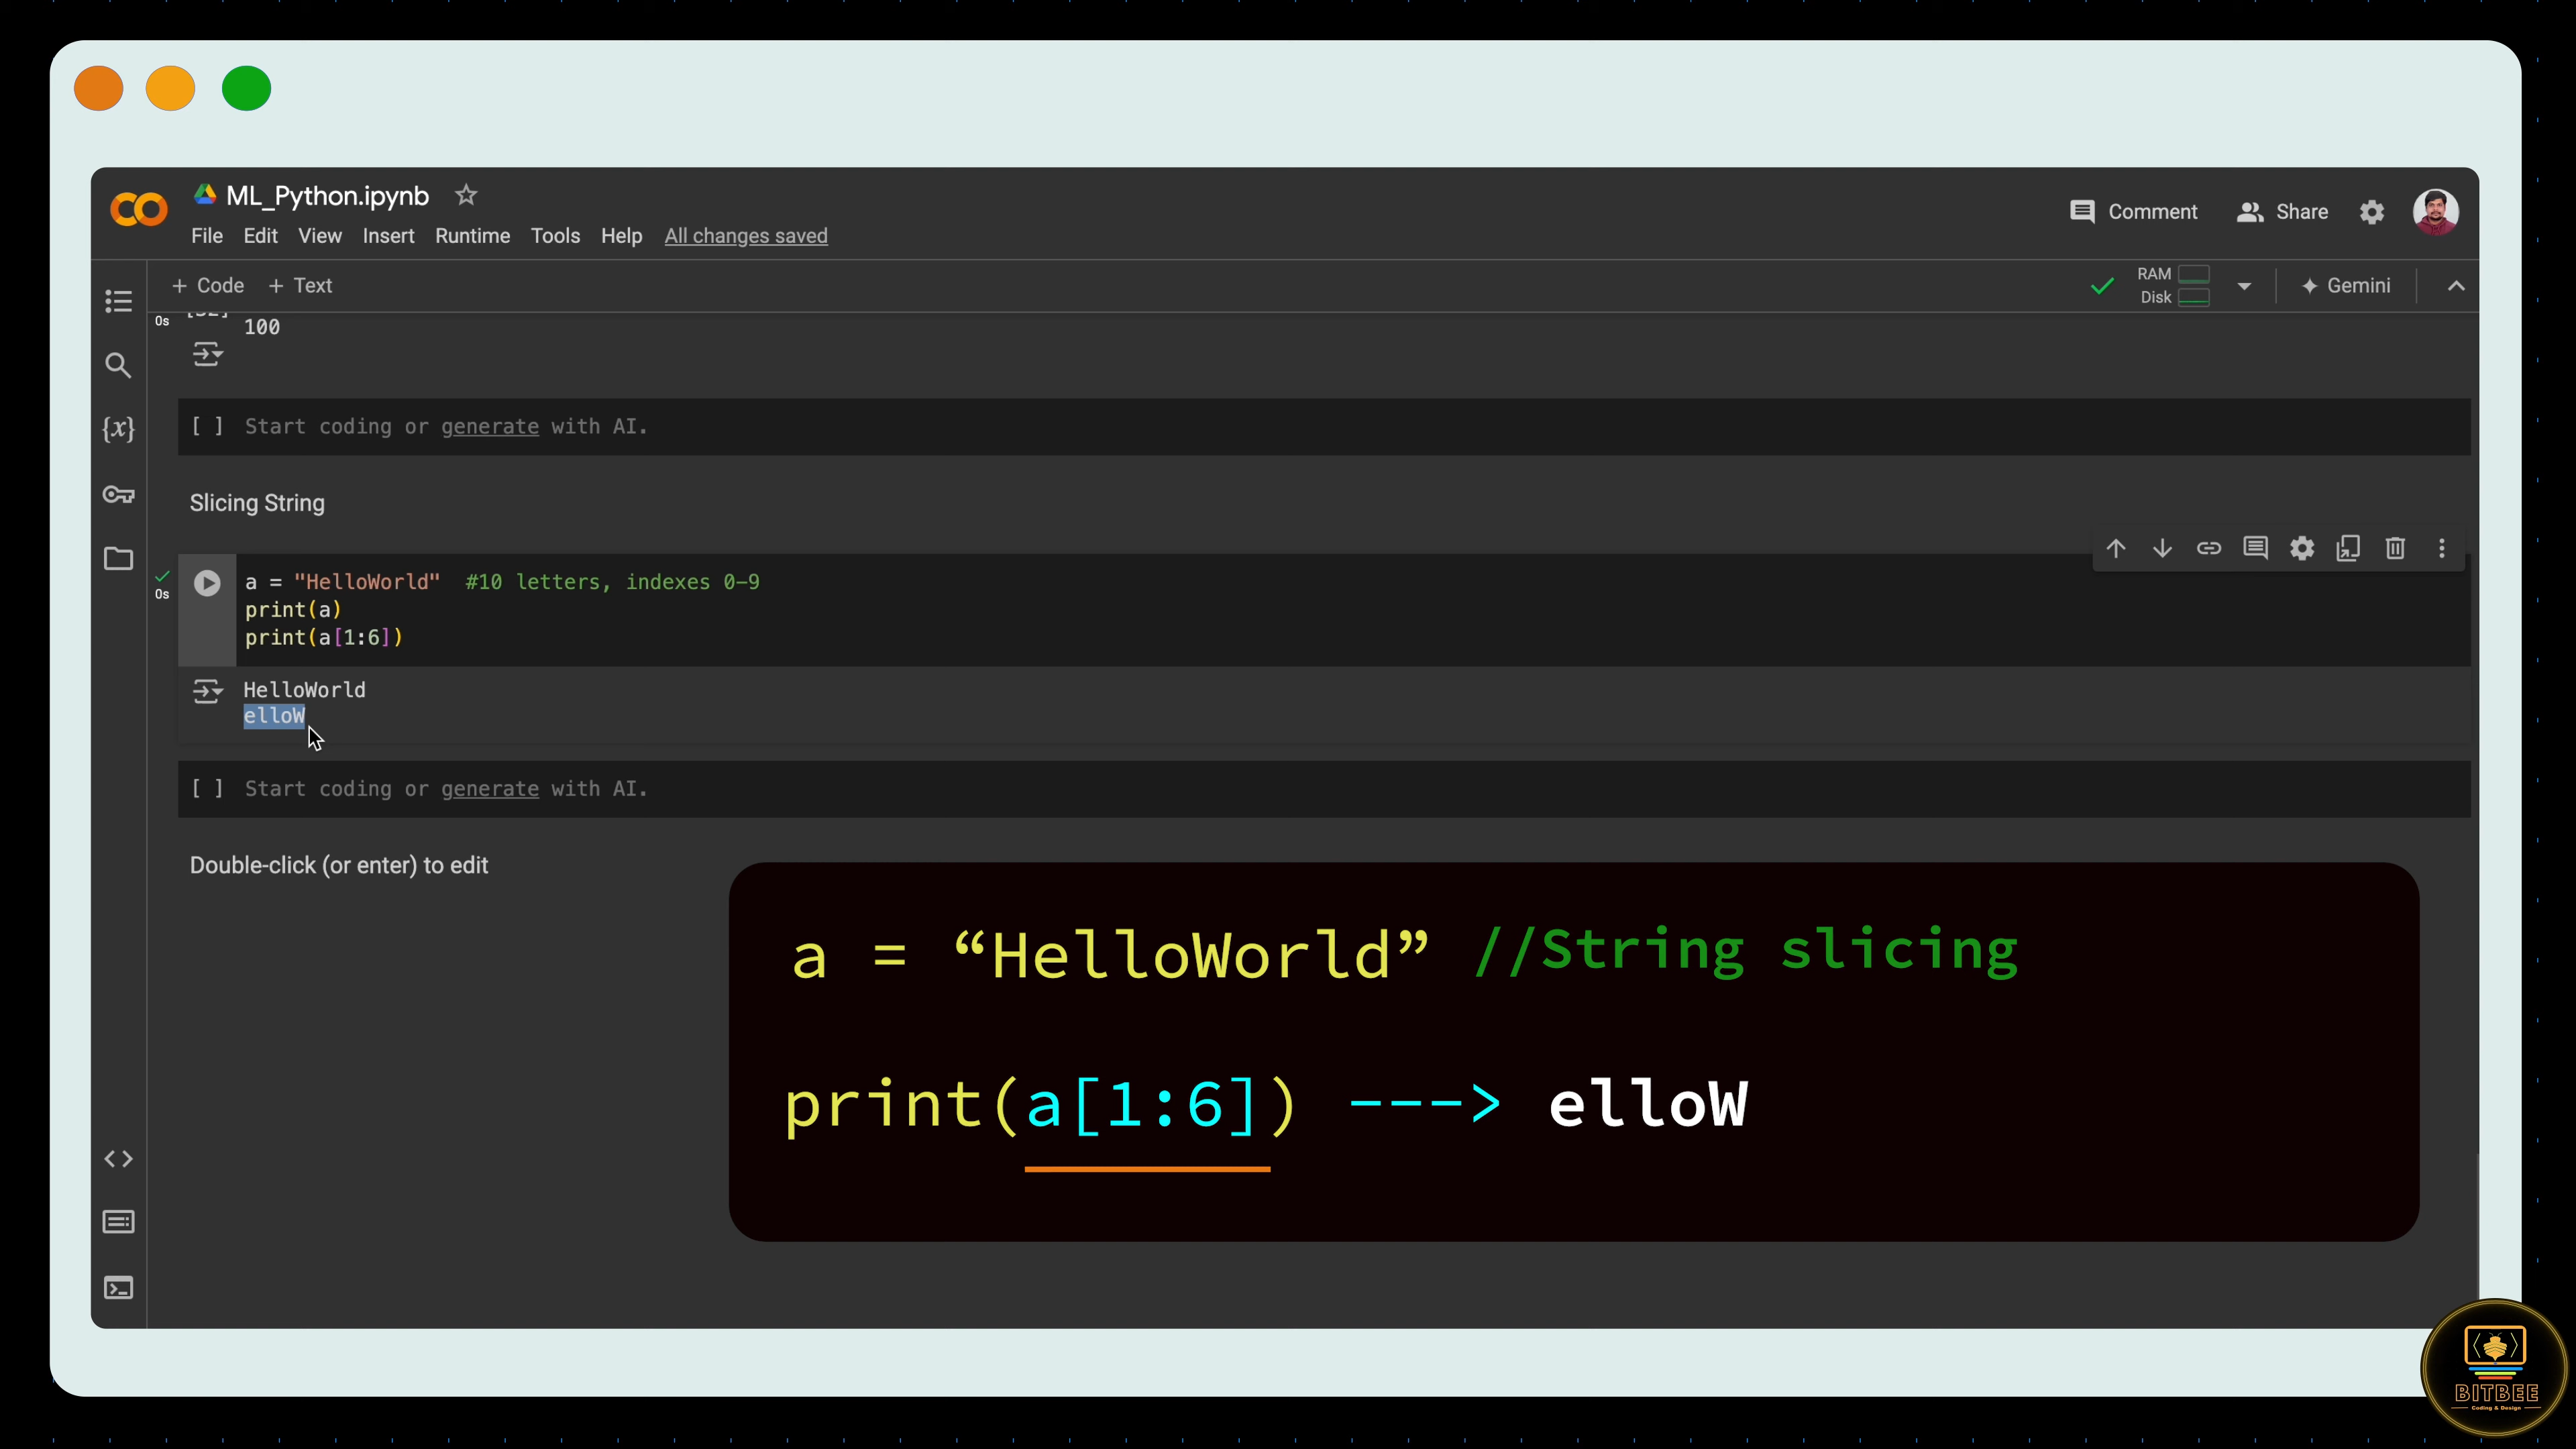 ML_Python.ipynb
File Edit View Insert Runtime Tools Help All changes saved
Comment Share
+ Code + Text
RAM
Disk
Gemini
0s
100
[ ] Start coding or generate with AI.
Slicing String
0s
a = "HelloWorld" #10 letters, indexes 0-9
print(a)
print(a[1:6])
HelloWorld
elloW
[ ] Start coding or generate with AI.
Double-click (or enter) to edit
a = “HelloWorld” //String slicing
print(a[1:6]) ---> elloW
BITBEE
Coding & Design